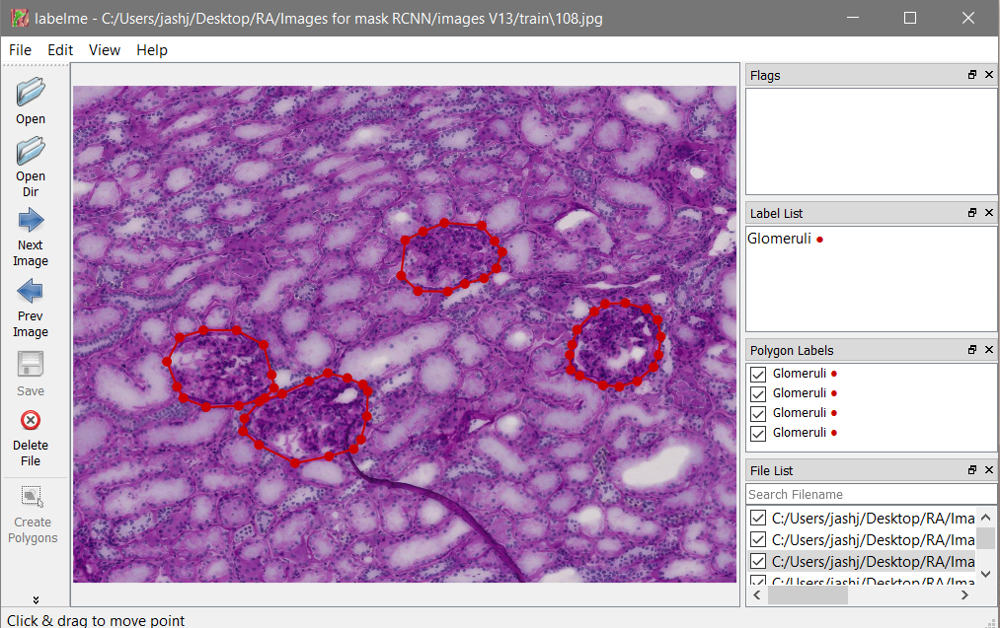 labelme - C:/Users/jashj/Desktop/RA/Images for mask RCNN/images V13/train\108.jpg
File Edit View Help
Open
Open
Dir
Next
Image
Prev
Image
Save
Delete
File
Create
Polygons
Flags
Label List
Glomeruli
Polygon Labels
Glomeruli
Glomeruli
Glomeruli
Glomeruli
File List
Search Filename
C:/Users/jashj/Desktop/RA/Ima
C:/Users/jashj/Desktop/RA/Ima
C:/Users/jashj/Desktop/RA/Ima
C:/Users/jashj/Desktop/RA/Ima
Click & drag to move point